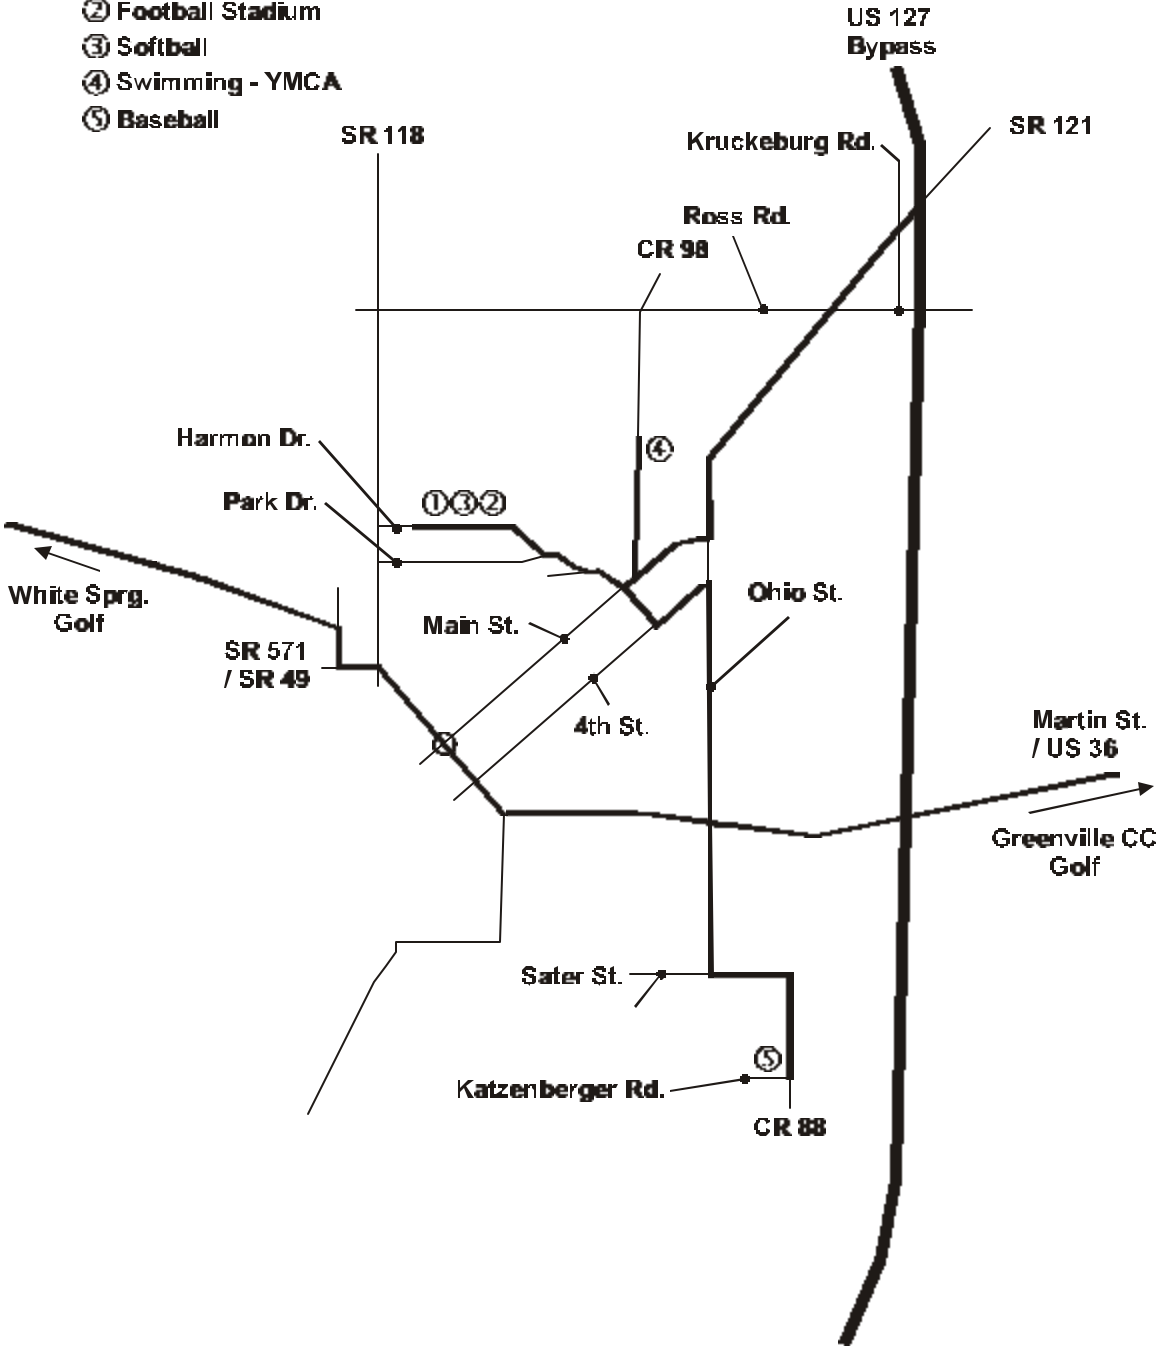 ② Football Stadium
③ Softball
④ Swimming - YMCA
⑤ Baseball
US 127
Bypass
SR 118
SR 121
Kruckeburg Rd.
Ross Rd.
CR 98
Harmon Dr.
④
Park Dr.
①③②
White Sprg.
Golf
Main St.
Ohio St.
SR 571
/ SR 49
4th St.
Martin St.
/ US 36
Greenville CC
Golf
Sater St.
⑤
Katzenberger Rd.
CR 88